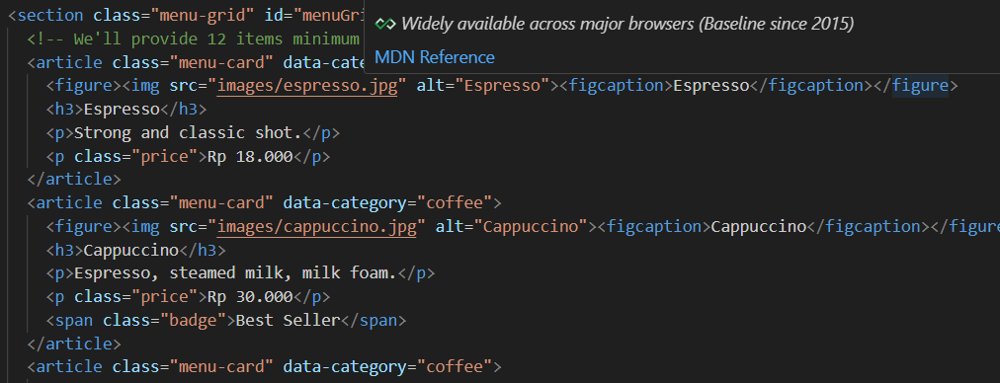 <section class="menu-grid" id="menuGri
Widely available across major browsers (Baseline since 2015)
<!-- We'll provide 12 items minimum
MDN Reference
<article class="menu-card" data-cate
<figure><img src="images/espresso.jpg" alt="Espresso"><figcaption>Espresso</figcaption></figure>
<h3>Espresso</h3>
<p>Strong and classic shot.</p>
<p class="price">Rp 18.000</p>
</article>
<article class="menu-card" data-category="coffee">
<figure><img src="images/cappuccino.jpg" alt="Cappuccino"><figcaption>Cappuccino</figcaption></figure
<h3>Cappuccino</h3>
<p>Espresso, steamed milk, milk foam.</p>
<p class="price">Rp 30.000</p>
<span class="badge">Best Seller</span>
</article>
<article class="menu-card" data-category="coffee">